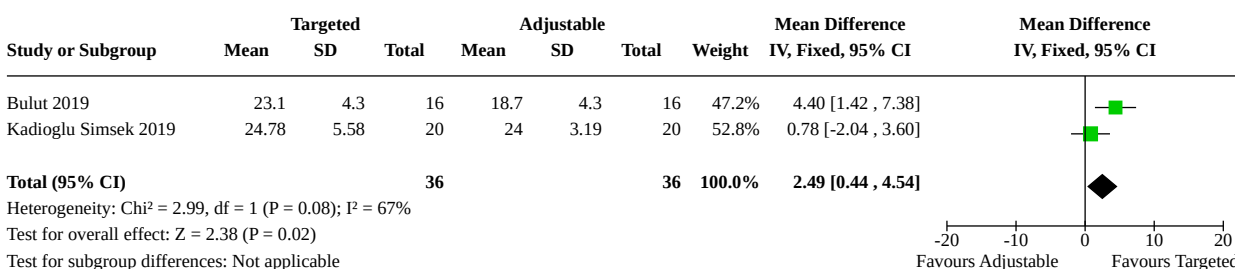 Targeted Adjustable Mean Difference Mean Difference
Study or Subgroup Mean SD Total Mean SD Total Weight IV, Fixed, 95% CI IV, Fixed, 95% CI
Bulut 2019 23.1 4.3 16 18.7 4.3 16 47.2% 4.40 [1.42 , 7.38]
Kadioglu Simsek 2019 24.78 5.58 20 24 3.19 20 52.8% 0.78 [-2.04 , 3.60]
Total (95% CI) 36 36 100.0% 2.49 [0.44 , 4.54]
Heterogeneity: Chi² = 2.99, df = 1 (P = 0.08); I² = 67%
Test for overall effect: Z = 2.38 (P = 0.02)
-20 -10 0 10 20
Test for subgroup differences: Not applicable Favours Adjustable Favours Targeted